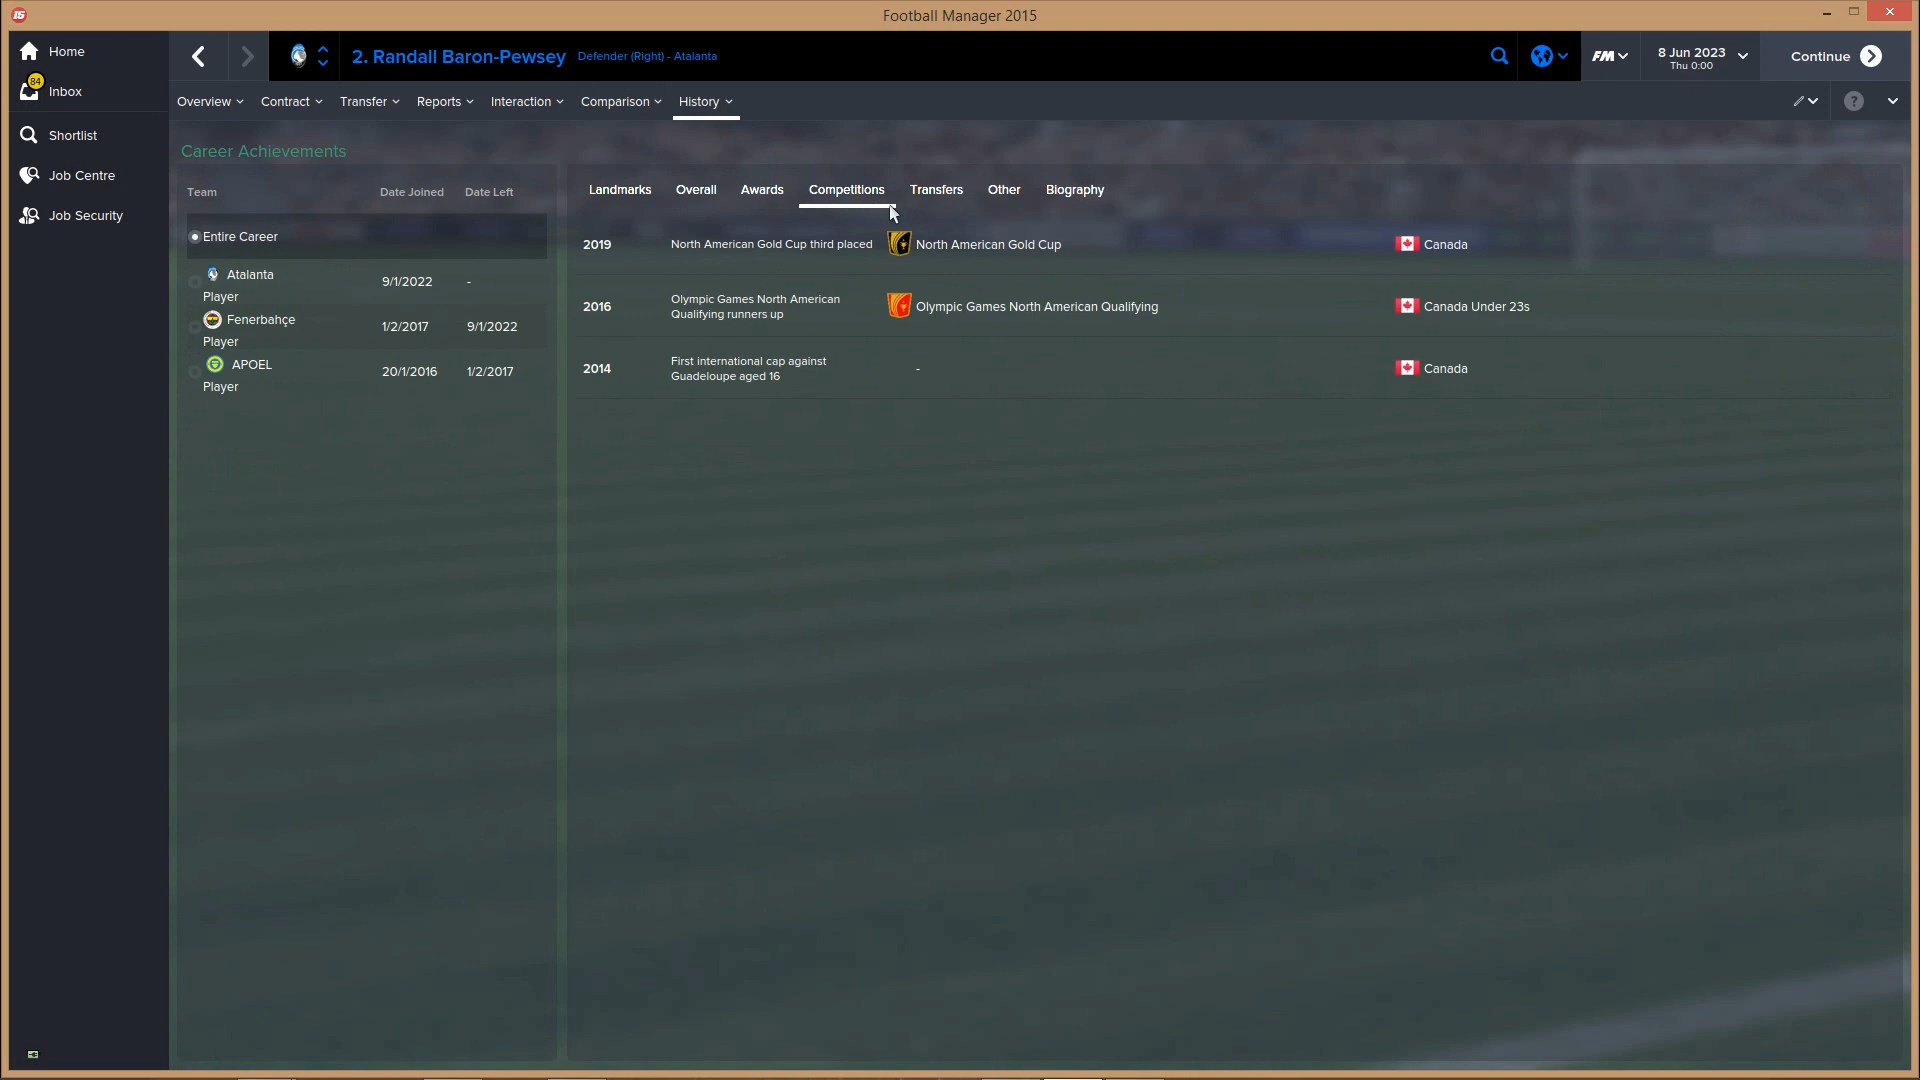 Football Manager 2015
Home
84
Inbox
Shortlist
Job Centre
Job Security
2. Randall Baron-Pewsey Defender (Right) - Atalanta
FM
8 Jun 2023
Thu 0:00
Continue
Overview Contract Transfer Reports Interaction Comparison History
?
Career Achievements
Team Date Joined Date Left
Entire Career
Atalanta
Player
9/1/2022 -
Fenerbahçe
Player
1/2/2017 9/1/2022
APOEL
Player
20/1/2016 1/2/2017
Landmarks Overall Awards Competitions Transfers Other Biography
2019 North American Gold Cup third placed North American Gold Cup Canada
2016 Olympic Games North American
Qualifying runners up
Olympic Games North American Qualifying Canada Under 23s
2014 First international cap against
Guadeloupe aged 16
- Canada